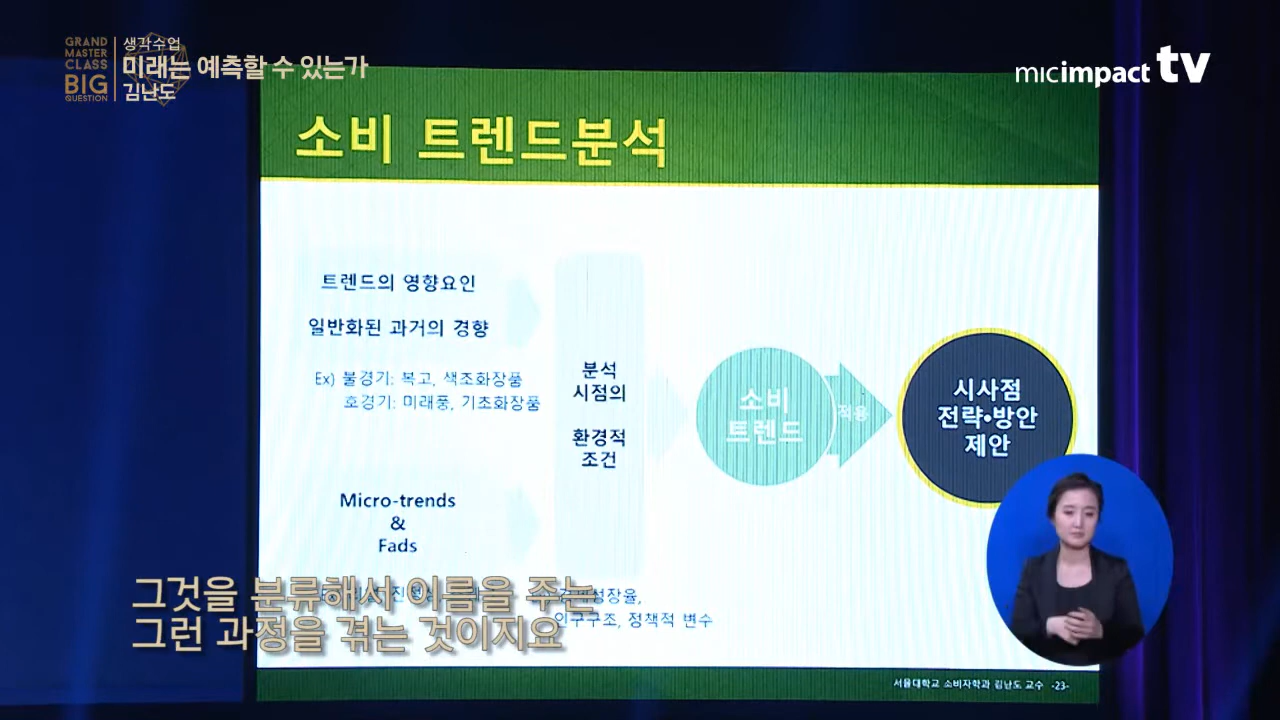 GRAND
MASTER
CLASS
BIG
QUESTION
생각수업
미래는 예측할 수 있는가
김난도
micimpact tv
소비 트렌드분석
트렌드의 영향요인
일반화된 과거의 경향
Ex) 불경기: 복고, 색조화장품
호경기: 미래풍, 기초화장품
Micro-trends
&
Fads
분석
시점의
환경적
조건
소비
트렌드
적용
시사점
전략•방안
제안
성장율,
인구구조, 정책적 변수
그것을 분류해서 이름을 주는
그런 과정을 겪는 것이지요
서울대학교 소비자학과 김난도 교수 -23-